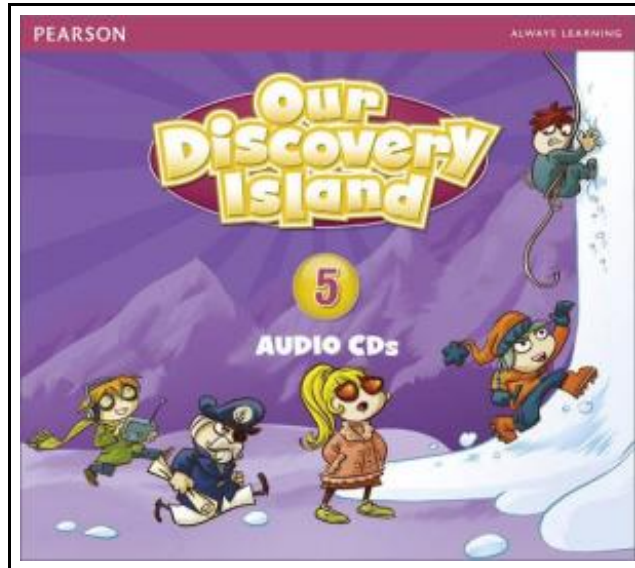 PEARSON
ALWAYS LEARNING
Our
Discovery
Island
5
AUDIO CDs